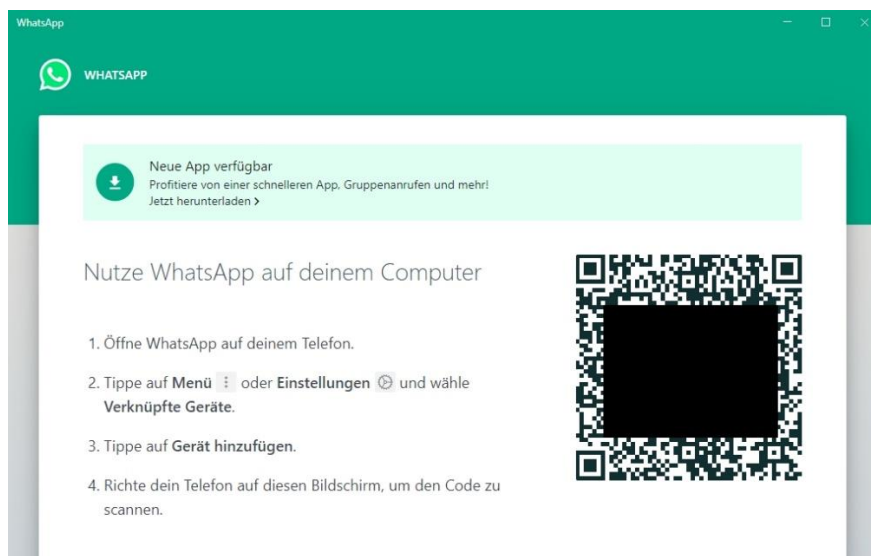 WhatsApp
WHATSAPP
Neue App verfügbar
Profitiere von einer schnelleren App, Gruppenanrufen und mehr!
Jetzt herunterladen >
Nutze WhatsApp auf deinem Computer
1. Öffne WhatsApp auf deinem Telefon.
2. Tippe auf Menü oder Einstellungen und wähle
Verknüpfte Geräte.
3. Tippe auf Gerät hinzufügen.
4. Richte dein Telefon auf diesen Bildschirm, um den Code zu
scannen.